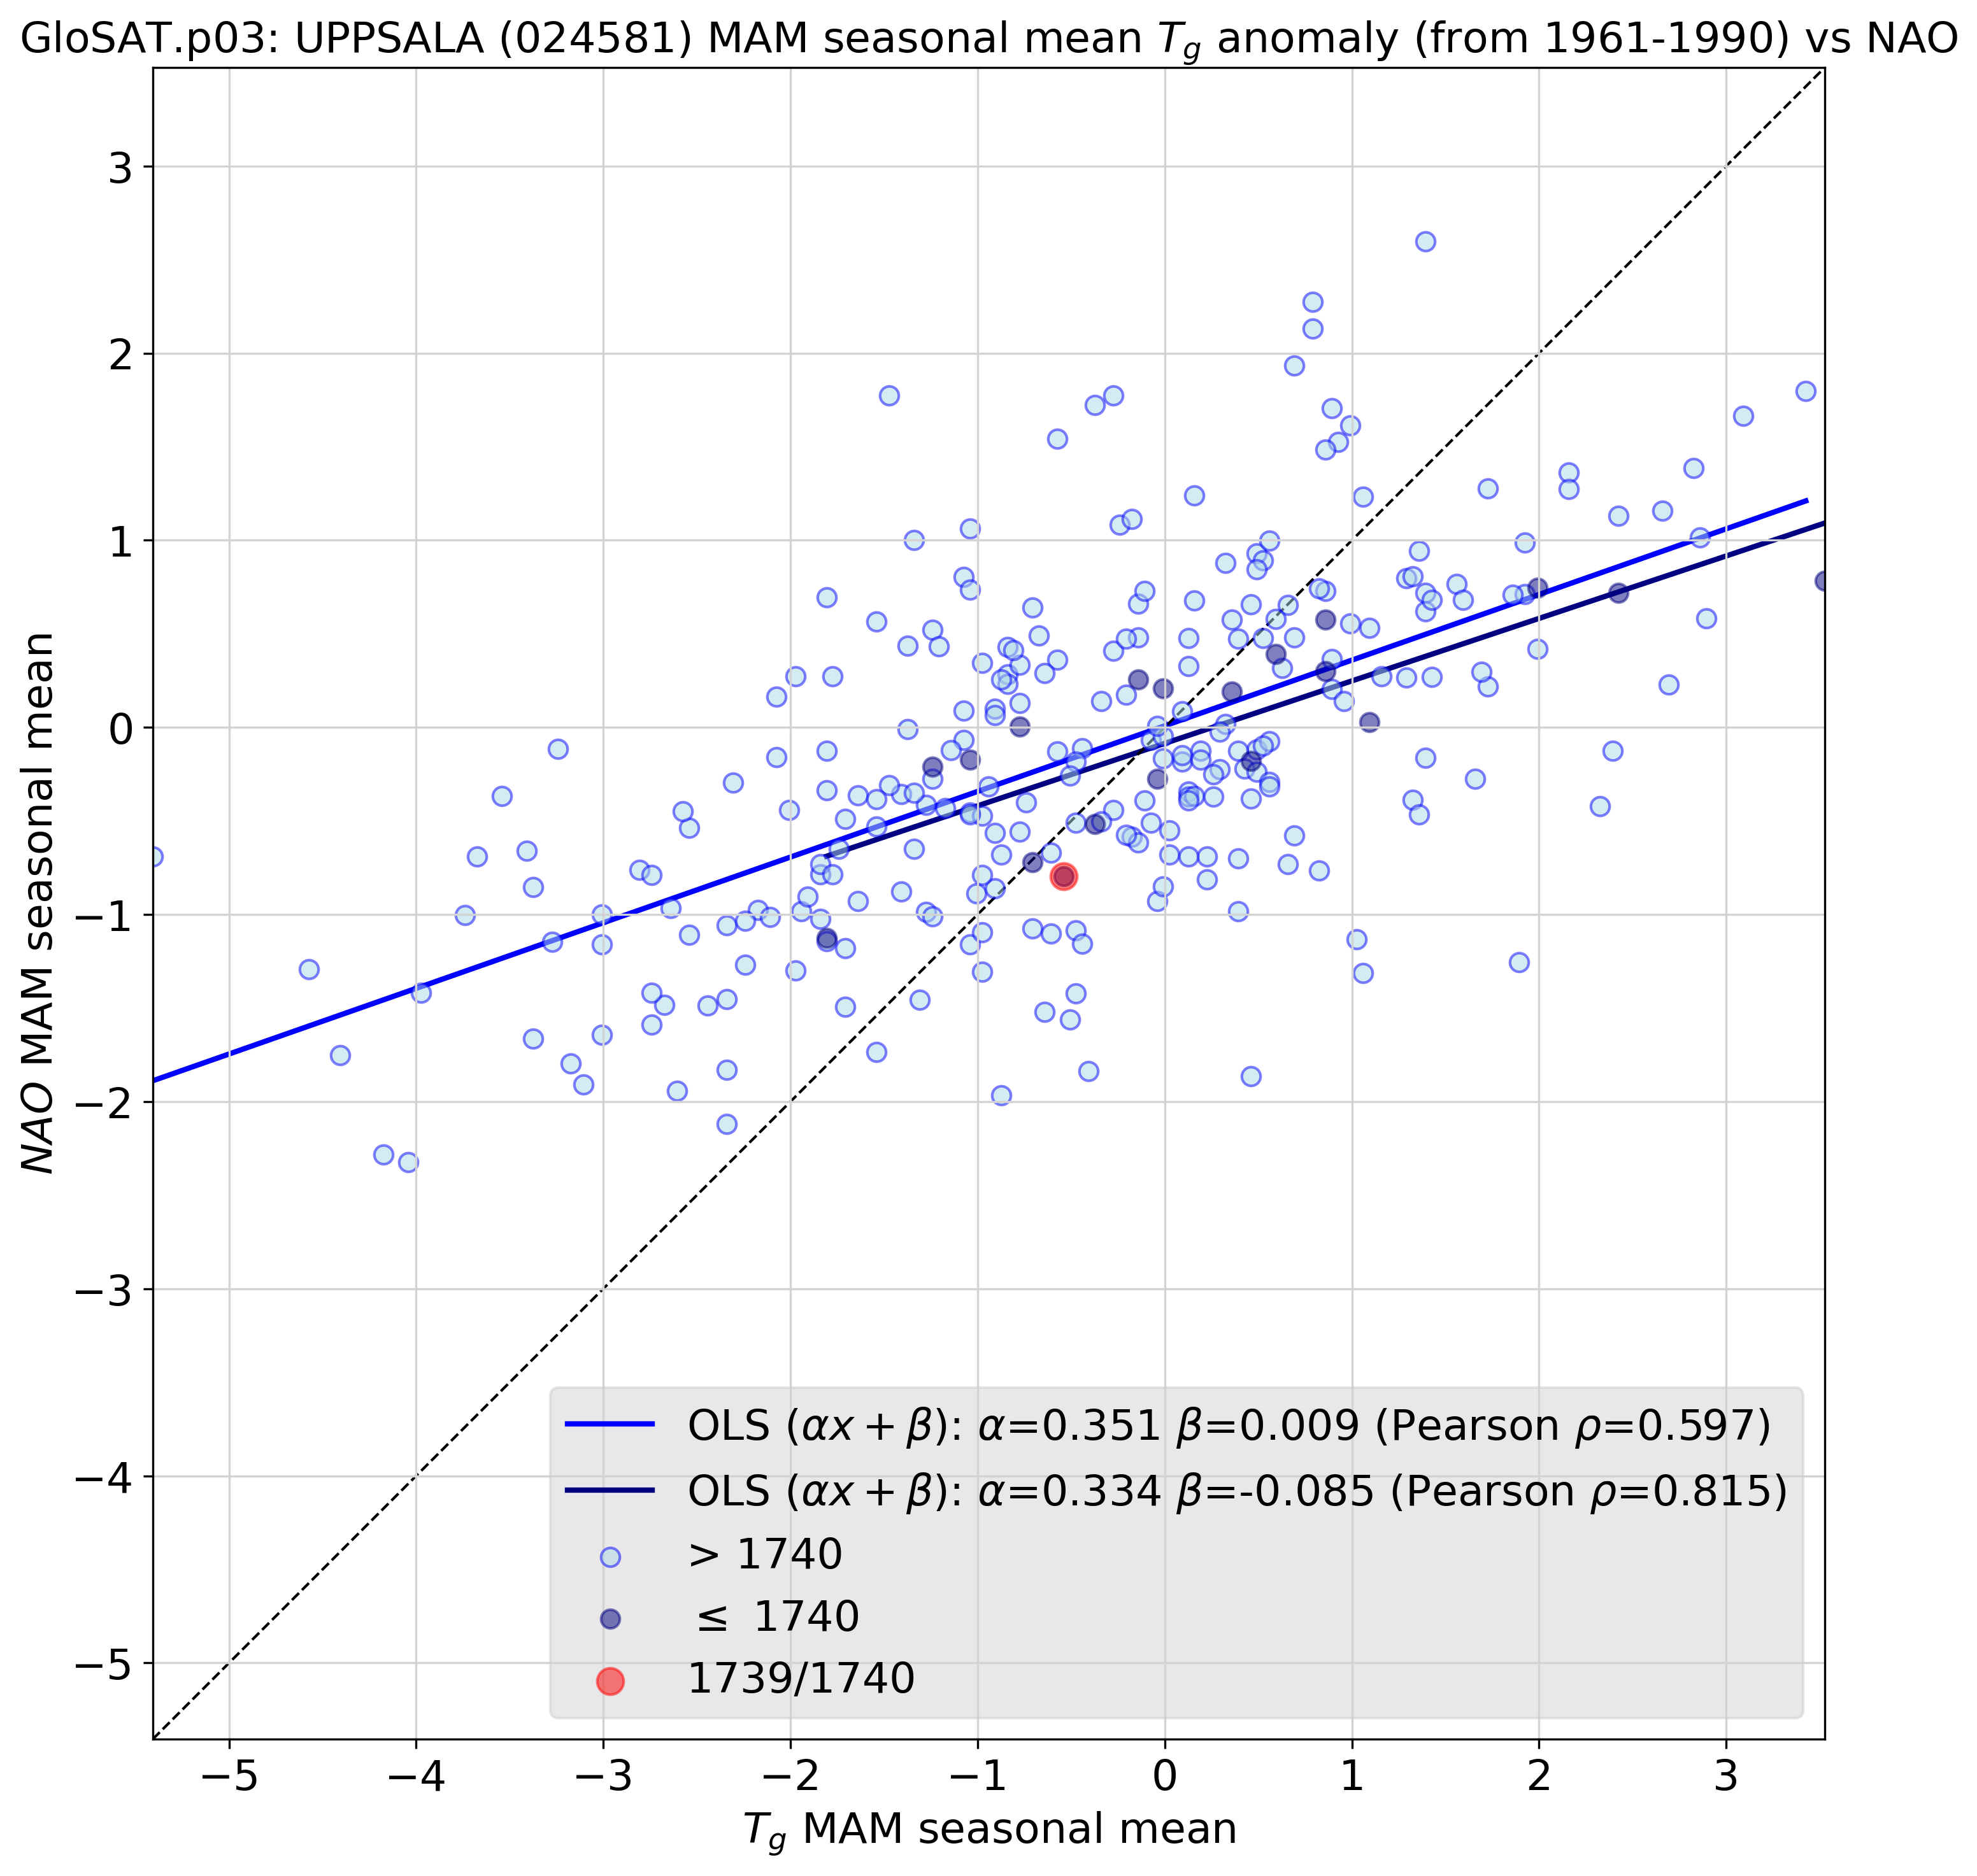 GloSAT.p03: UPPSALA (024581) MAM seasonal mean T_g anomaly (from 1961-1990) vs NAO
NAO MAM seasonal mean
3
2
1
0
−1
−2
−3
−4
−5
OLS (αx + β): α=0.351 β=0.009 (Pearson ρ=0.597)
OLS (αx + β): α=0.334 β=-0.085 (Pearson ρ=0.815)
> 1740
≤ 1740
1739/1740
−5 −4 −3 −2 −1 0 1 2 3
T_g MAM seasonal mean